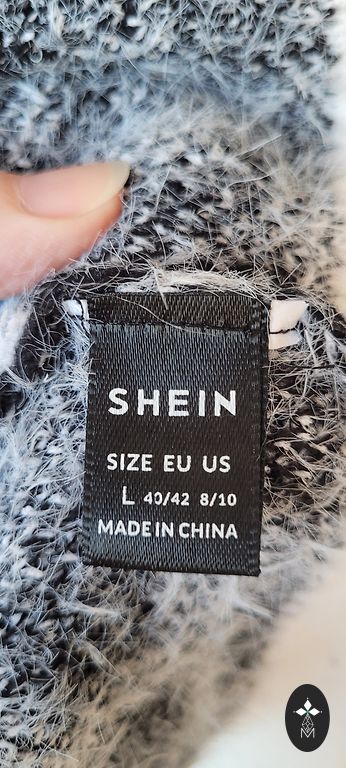 SHEIN
SIZE EU US
L 40/42 8/10
MADE IN CHINA